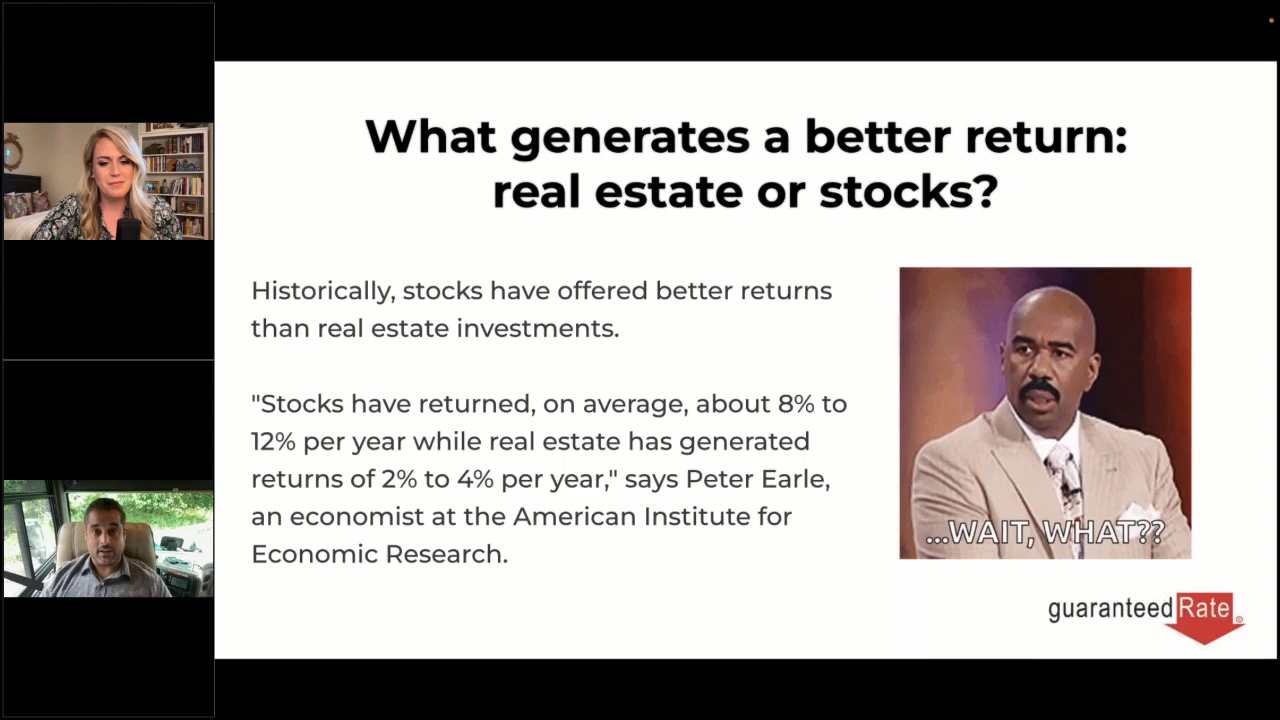 What generates a better return:
real estate or stocks?
Historically, stocks have offered better returns
than real estate investments.
"Stocks have returned, on average, about 8% to
12% per year while real estate has generated
returns of 2% to 4% per year," says Peter Earle,
an economist at the American Institute for
Economic Research.
...WAIT, WHAT??
guaranteed Rate®